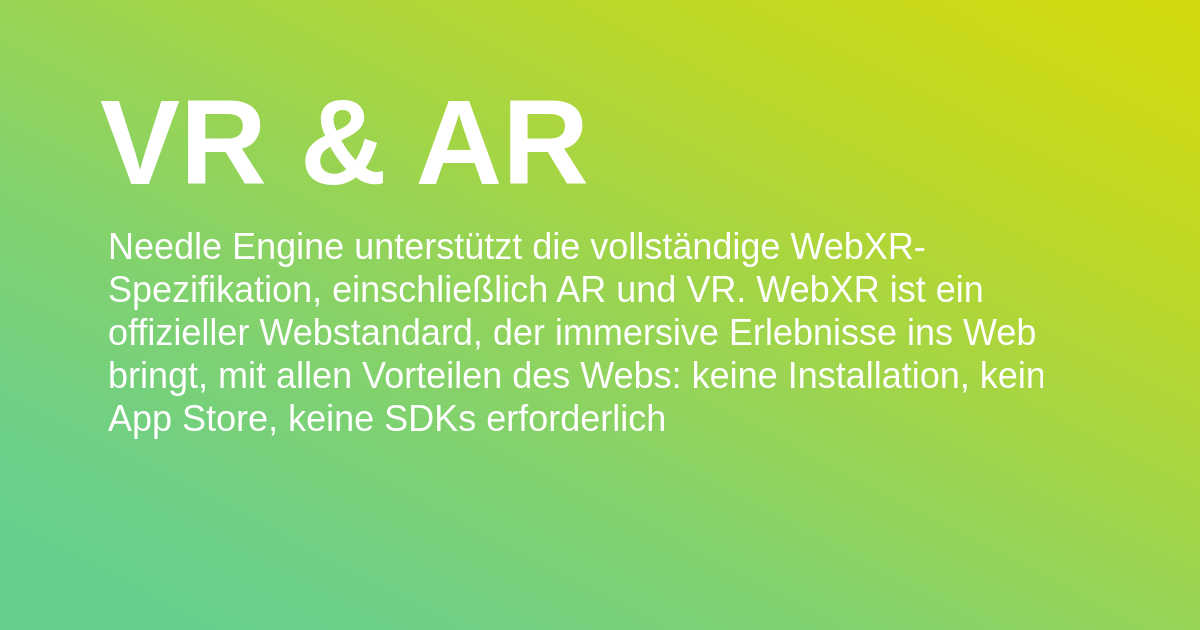 VR & AR
Needle Engine unterstützt die vollständige WebXR-
Spezifikation, einschließlich AR und VR. WebXR ist ein
offizieller Webstandard, der immersive Erlebnisse ins Web
bringt, mit allen Vorteilen des Webs: keine Installation, kein
App Store, keine SDKs erforderlich